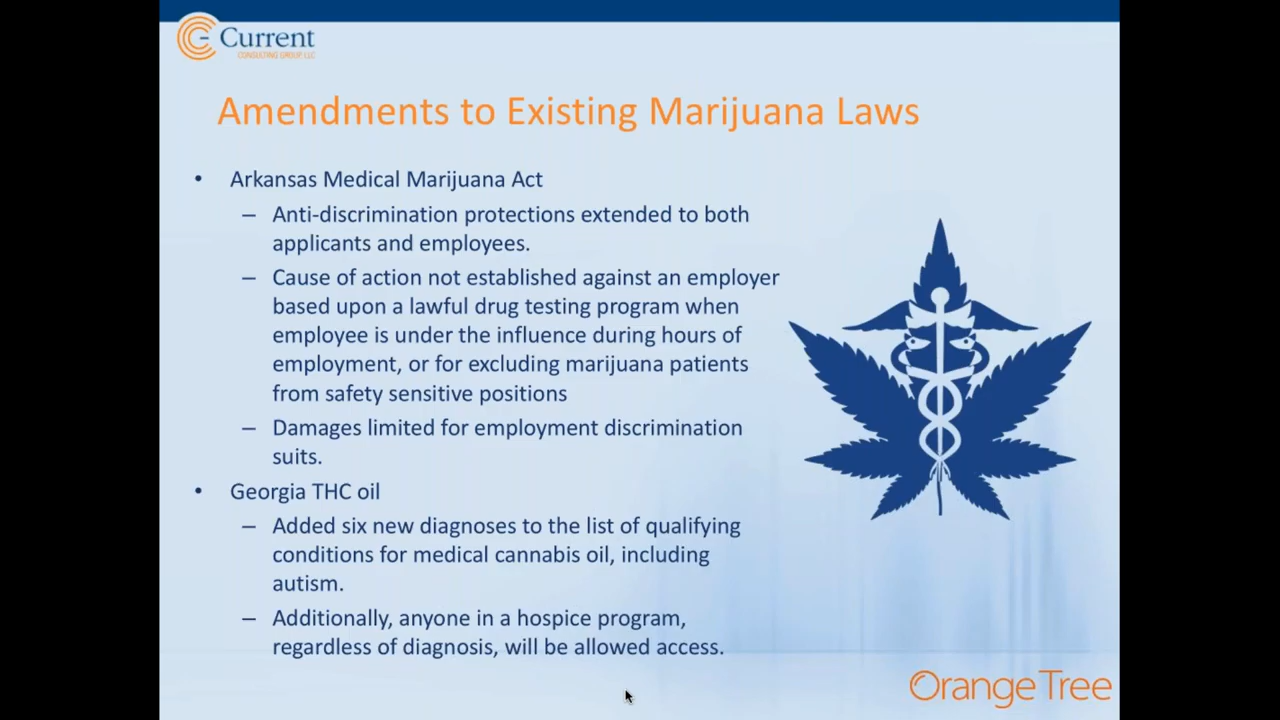 Current
CONSULTING GROUP, LLC
Amendments to Existing Marijuana Laws
• Arkansas Medical Marijuana Act
– Anti-discrimination protections extended to both
applicants and employees.
– Cause of action not established against an employer
based upon a lawful drug testing program when
employee is under the influence during hours of
employment, or for excluding marijuana patients
from safety sensitive positions
– Damages limited for employment discrimination
suits.
• Georgia THC oil
– Added six new diagnoses to the list of qualifying
conditions for medical cannabis oil, including
autism.
– Additionally, anyone in a hospice program,
regardless of diagnosis, will be allowed access.
OrangeTree